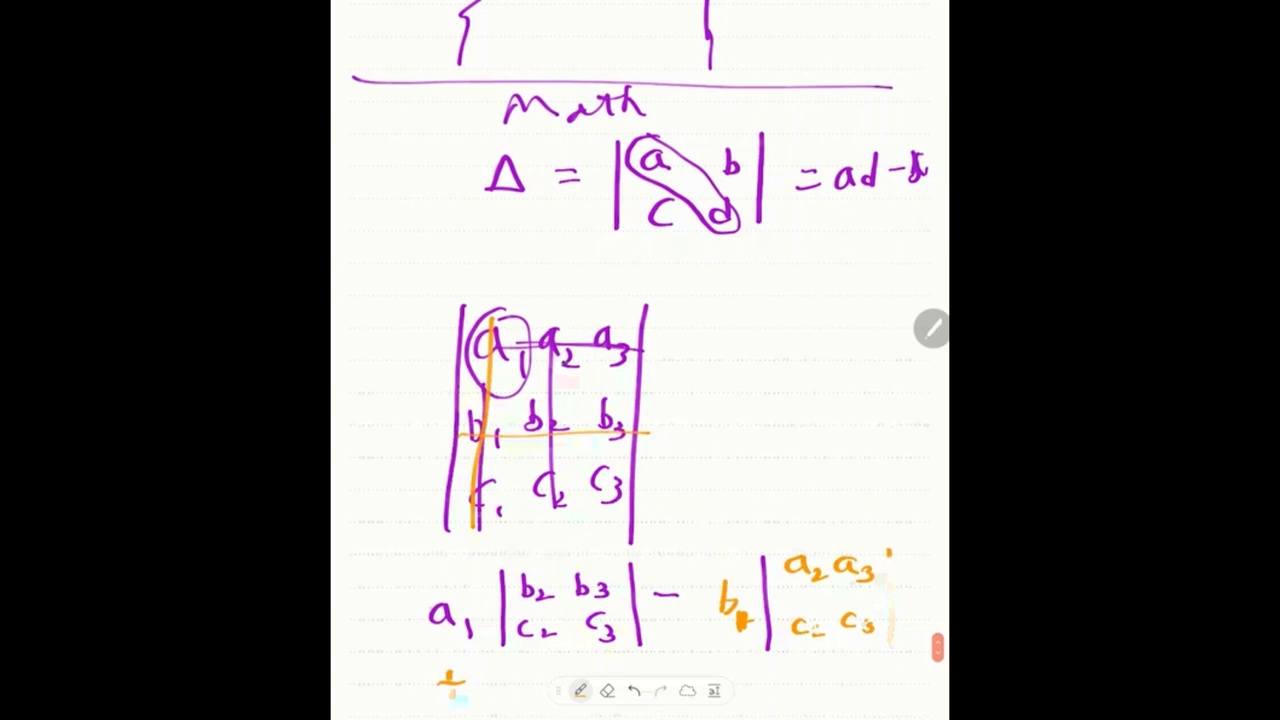 Math
Δ = | a b | = ad -
c d
a1 a2 a3
b1 b2 b3
c1 c2 c3
a1 | b2 b3 | - b1 | a2 a3 |
c2 c3 c2 c3
+